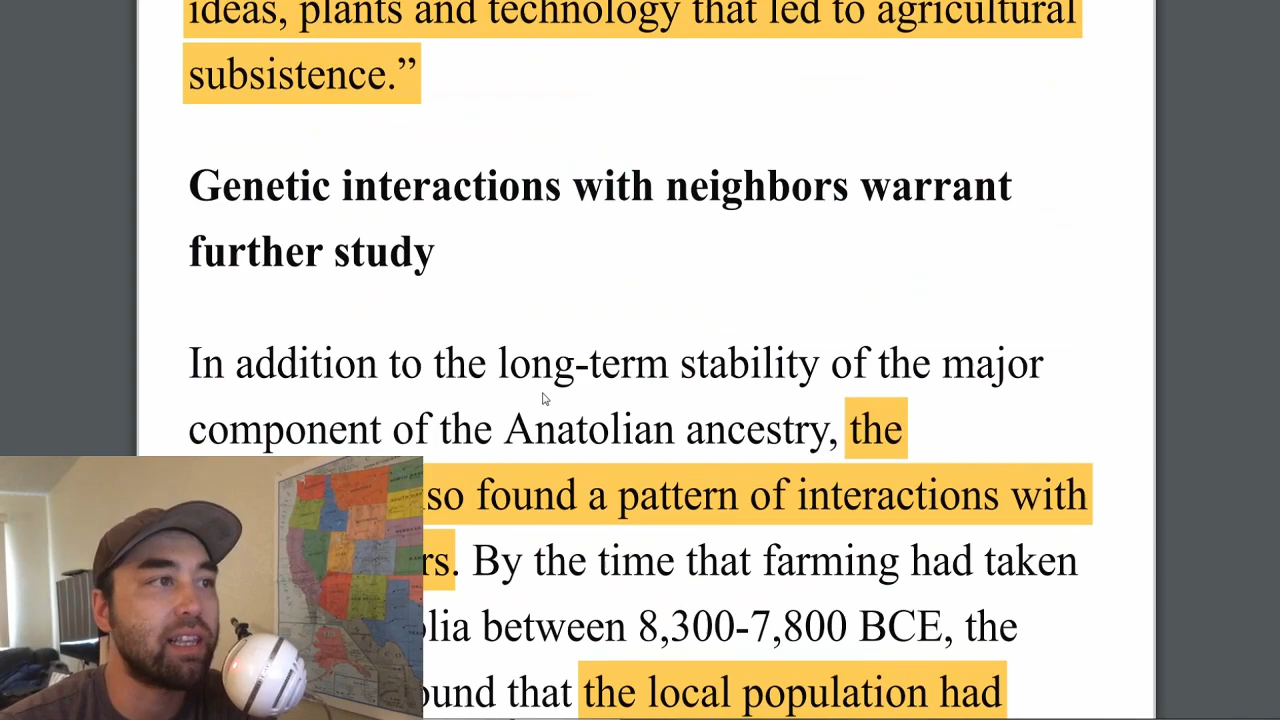 ideas, plants and technology that led to agricultural
subsistence.”
Genetic interactions with neighbors warrant
further study
In addition to the long-term stability of the major
component of the Anatolian ancestry, the
so found a pattern of interactions with
rs. By the time that farming had taken
lia between 8,300-7,800 BCE, the
ound that the local population had